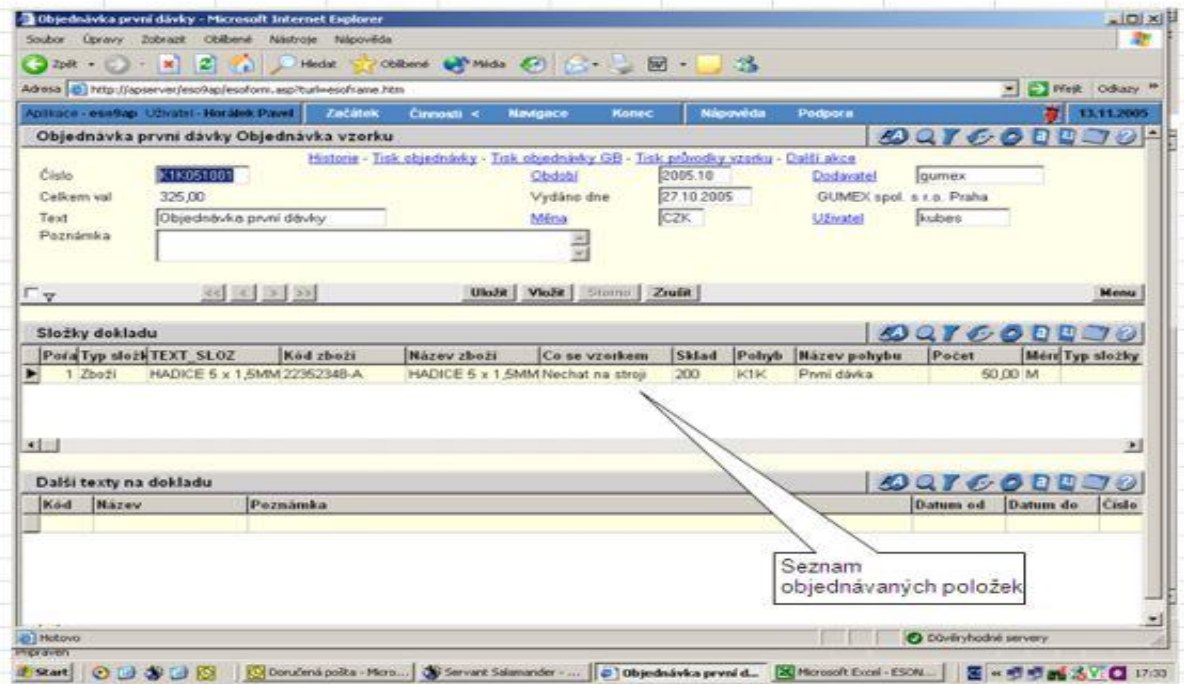 Objednávka první dávky - Microsoft Internet Explorer
Soubor Úpravy Zobrazit Oblíbené Nástroje Nápověda
Zpět Hledat Oblíbené Média
Adresa http://apserver/eso9ap/esoform.asp?turl=esoframe.htm Přejít Odkazy »
Aplikace - eso9ap Uživatel - Horálek Pavel Začátek Činnosti < Navigace Konec Nápověda Podpora 13.11.2005
Objednávka první dávky Objednávka vzorku
Historie - Tisk objednávky - Tisk objednávky GB - Tisk průvodky vzorku - Další akce
Číslo K1K051001 Období 2005.10 Dodavatel gumex
Celkem val 325,00 Vydáno dne 27.10.2005 GUMEX spol. s r.o. Praha
Text Objednávka první dávky Měna CZK Uživatel kubes
Poznámka
<< < > >> Uložit Vložit Storno Zrušit Menu
Složky dokladu
Pořa Typ složk TEXT_SLOZ Kód zboží Název zboží Co se vzorkem Sklad Pohyb Název pohybu Počet Měrn Typ složky
1 Zboží HADICE 5 x 1,5MM 22352348-A HADICE 5 x 1,5MM Nechat na stroji 200 K1K První dávka 50,00 M
Další texty na dokladu
Kód Název Poznámka Datum od Datum do Číslo
Seznam
objednávaných položek
Hotovo Důvěryhodné servery
Připraven
Start Doručená pošta - Micro... Servant Salamander - ... Objednávka první d... Microsoft Excel - ESON... 17:33